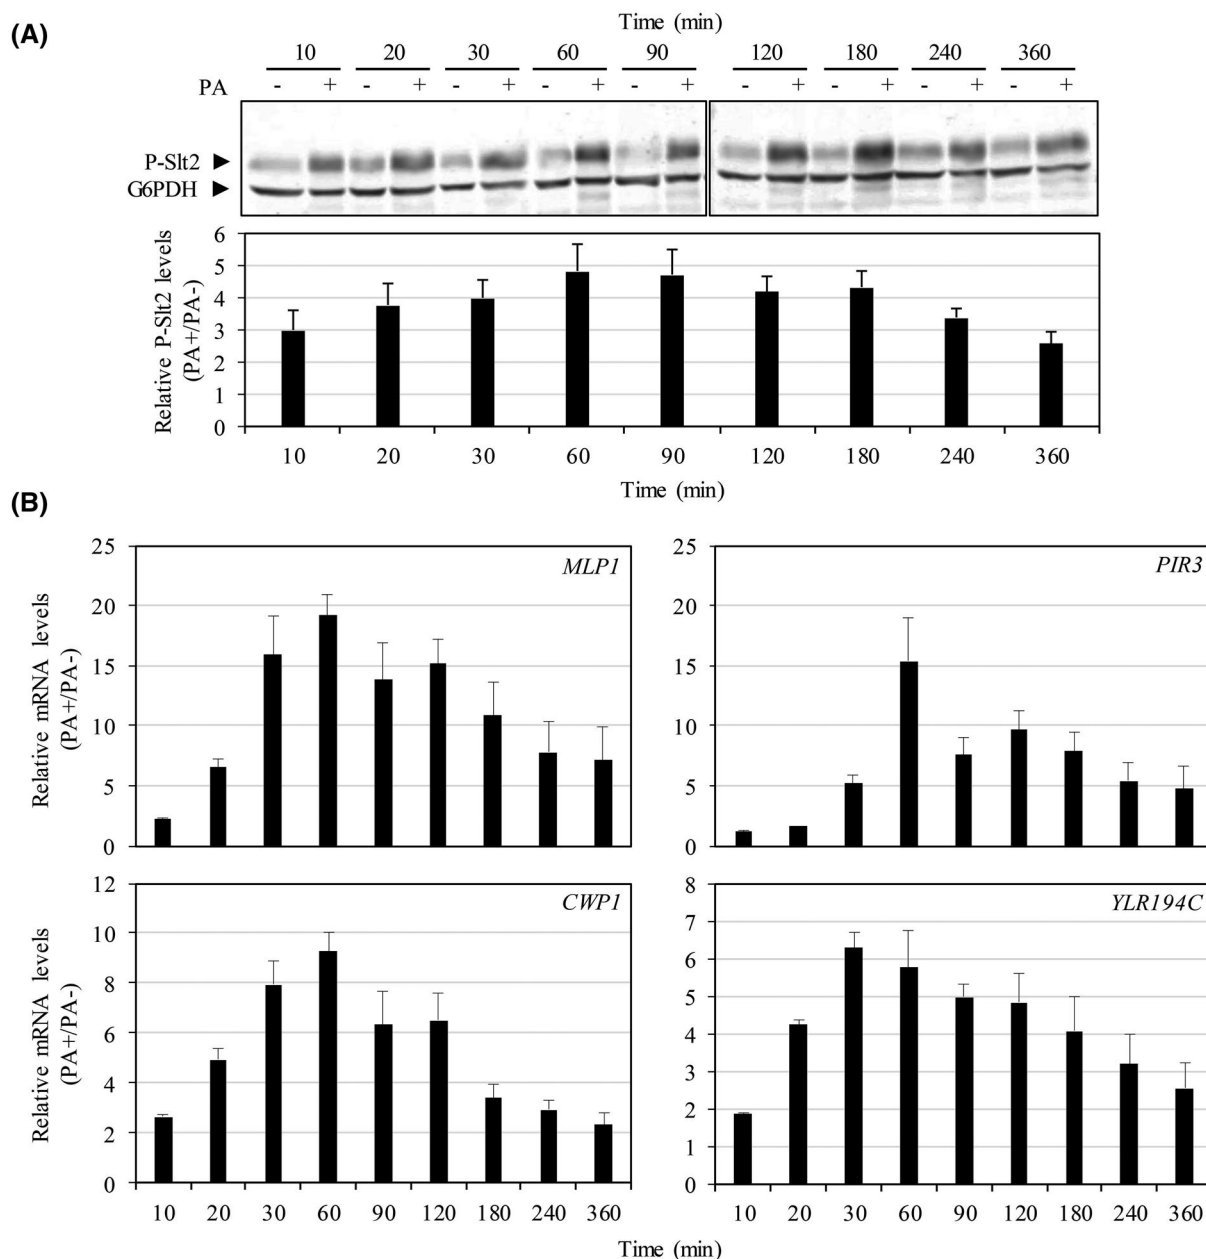 (A)
Time (min)
10 20 30 60 90 120 180 240 360
PA - + - + - + - + - + - + - + - + - +
P-Slt2
G6PDH
Relative P-Slt2 levels
(PA+/PA-)
6
5
4
3
2
1
0
10 20 30 60 90 120 180 240 360
Time (min)
(B)
Relative mRNA levels
(PA+/PA-)
25
20
15
10
5
0
MLP1
25
20
15
10
5
0
PIR3
Relative mRNA levels
(PA+/PA-)
12
10
8
6
4
2
0
CWP1
10 20 30 60 90 120 180 240 360
8
7
6
5
4
3
2
1
0
YLR194C
10 20 30 60 90 120 180 240 360
Time (min)
Time (min)